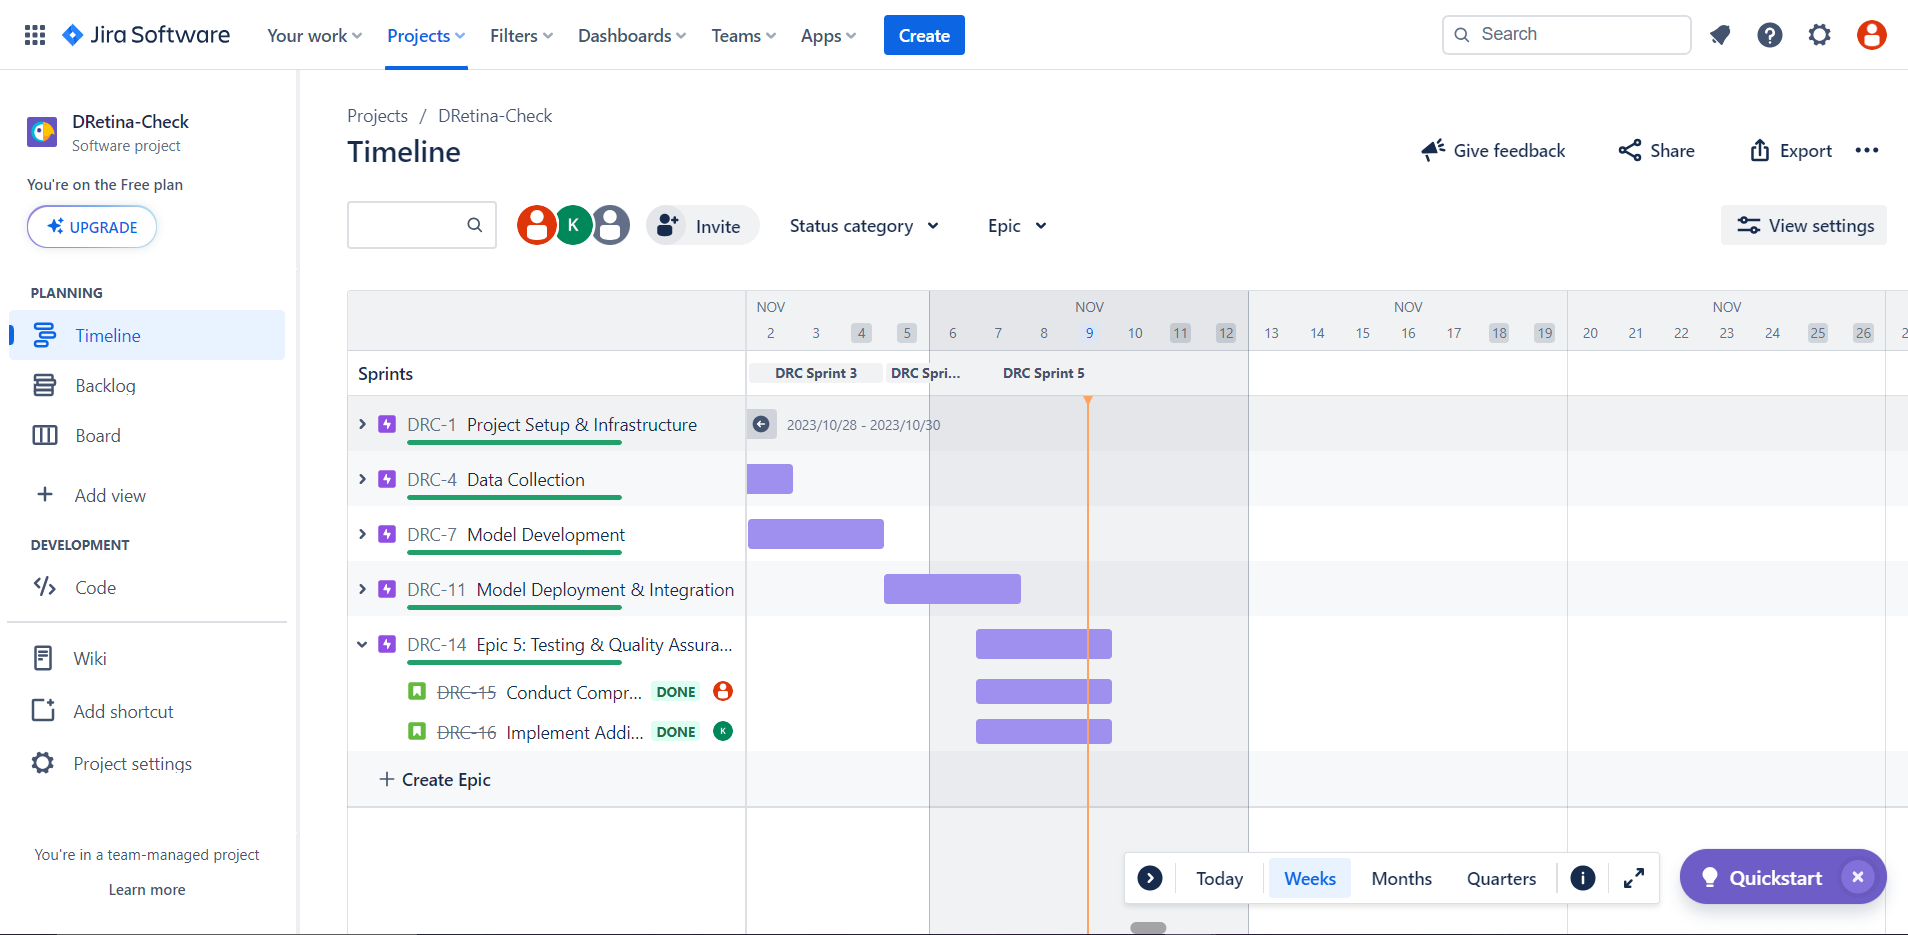 Jira Software Your work Projects Filters Dashboards Teams Apps Create Search
DRetina-Check
Software project
You're on the Free plan
UPGRADE
PLANNING
Timeline
Backlog
Board
Add view
DEVELOPMENT
Code
Wiki
Add shortcut
Project settings
You're in a team-managed project
Learn more
Projects / DRetina-Check
Timeline
Give feedback Share Export
K Invite Status category Epic View settings
NOV NOV NOV NOV
2 3 4 5 6 7 8 9 10 11 12 13 14 15 16 17 18 19 20 21 22 23 24 25 26 2
Sprints DRC Sprint 3 DRC Spri... DRC Sprint 5
DRC-1 Project Setup & Infrastructure 2023/10/28 - 2023/10/30
DRC-4 Data Collection
DRC-7 Model Development
DRC-11 Model Deployment & Integration
DRC-14 Epic 5: Testing & Quality Assura...
DRC-15 Conduct Compr... DONE
DRC-16 Implement Addi... DONE K
+ Create Epic
Today Weeks Months Quarters
Quickstart